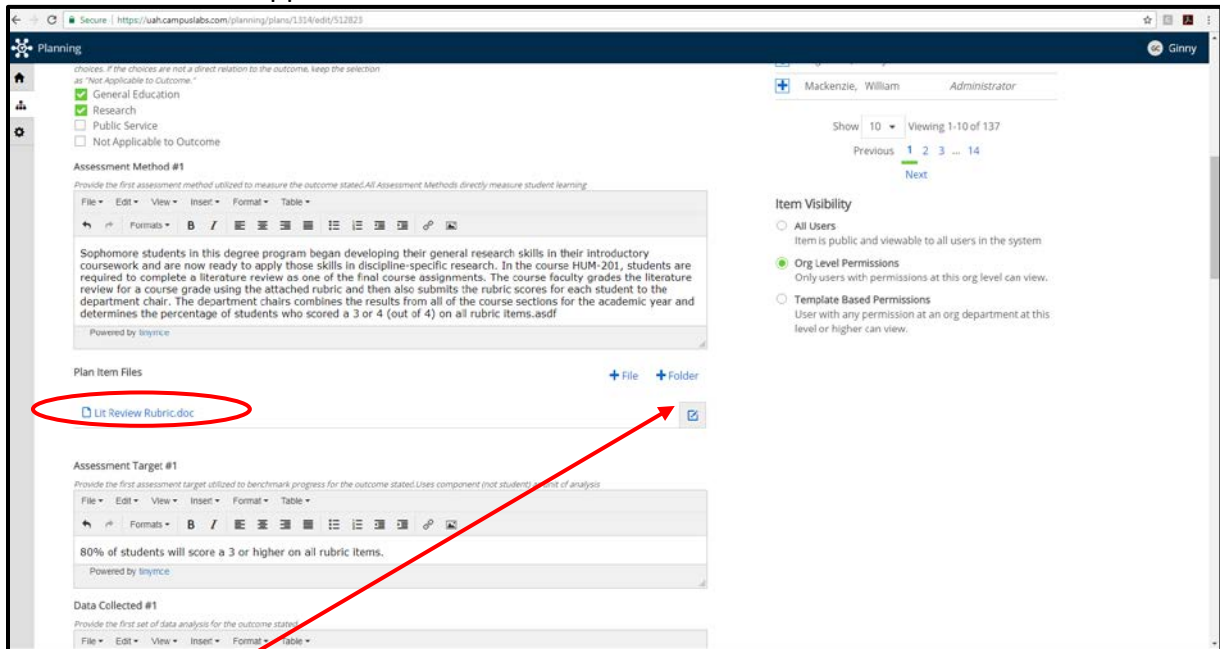 Secure | https://uah.campuslabs.com/planning/plans/1314/edit/512823
Planning
Ginny
choices. If the choices are not a direct relation to the outcome, keep the selection
as "Not Applicable to Outcome."
General Education
Research
Public Service
Not Applicable to Outcome
Assessment Method #1
Provide the first assessment method utilized to measure the outcome stated.All Assessment Methods directly measure student learning
File Edit View Insert Format Table
Formats B I
Sophomore students in this degree program began developing their general research skills in their introductory
coursework and are now ready to apply those skills in discipline-specific research. In the course HUM-201, students are
required to complete a literature review as one of the final course assignments. The course faculty grades the literature
review for a course grade using the attached rubric and then also submits the rubric scores for each student to the
department chair. The department chairs combines the results from all of the course sections for the academic year and
determines the percentage of students who scored a 3 or 4 (out of 4) on all rubric items.asdf
Powered by tinymce
Plan Item Files
+ File + Folder
Lit Review Rubric.doc
Assessment Target #1
Provide the first assessment target utilized to benchmark progress for the outcome stated.Uses component (not student) unit of analysis
File Edit View Insert Format Table
Formats B I
80% of students will score a 3 or higher on all rubric items.
Powered by tinymce
Data Collected #1
Provide the first set of data analysis for the outcome stated
File Edit View Insert Format Table
Mackenzie, William Administrator
Show 10 Viewing 1-10 of 137
Previous 1 2 3 ... 14
Next
Item Visibility
All Users
Item is public and viewable to all users in the system
Org Level Permissions
Only users with permissions at this org level can view.
Template Based Permissions
User with any permission at an org department at this
level or higher can view.